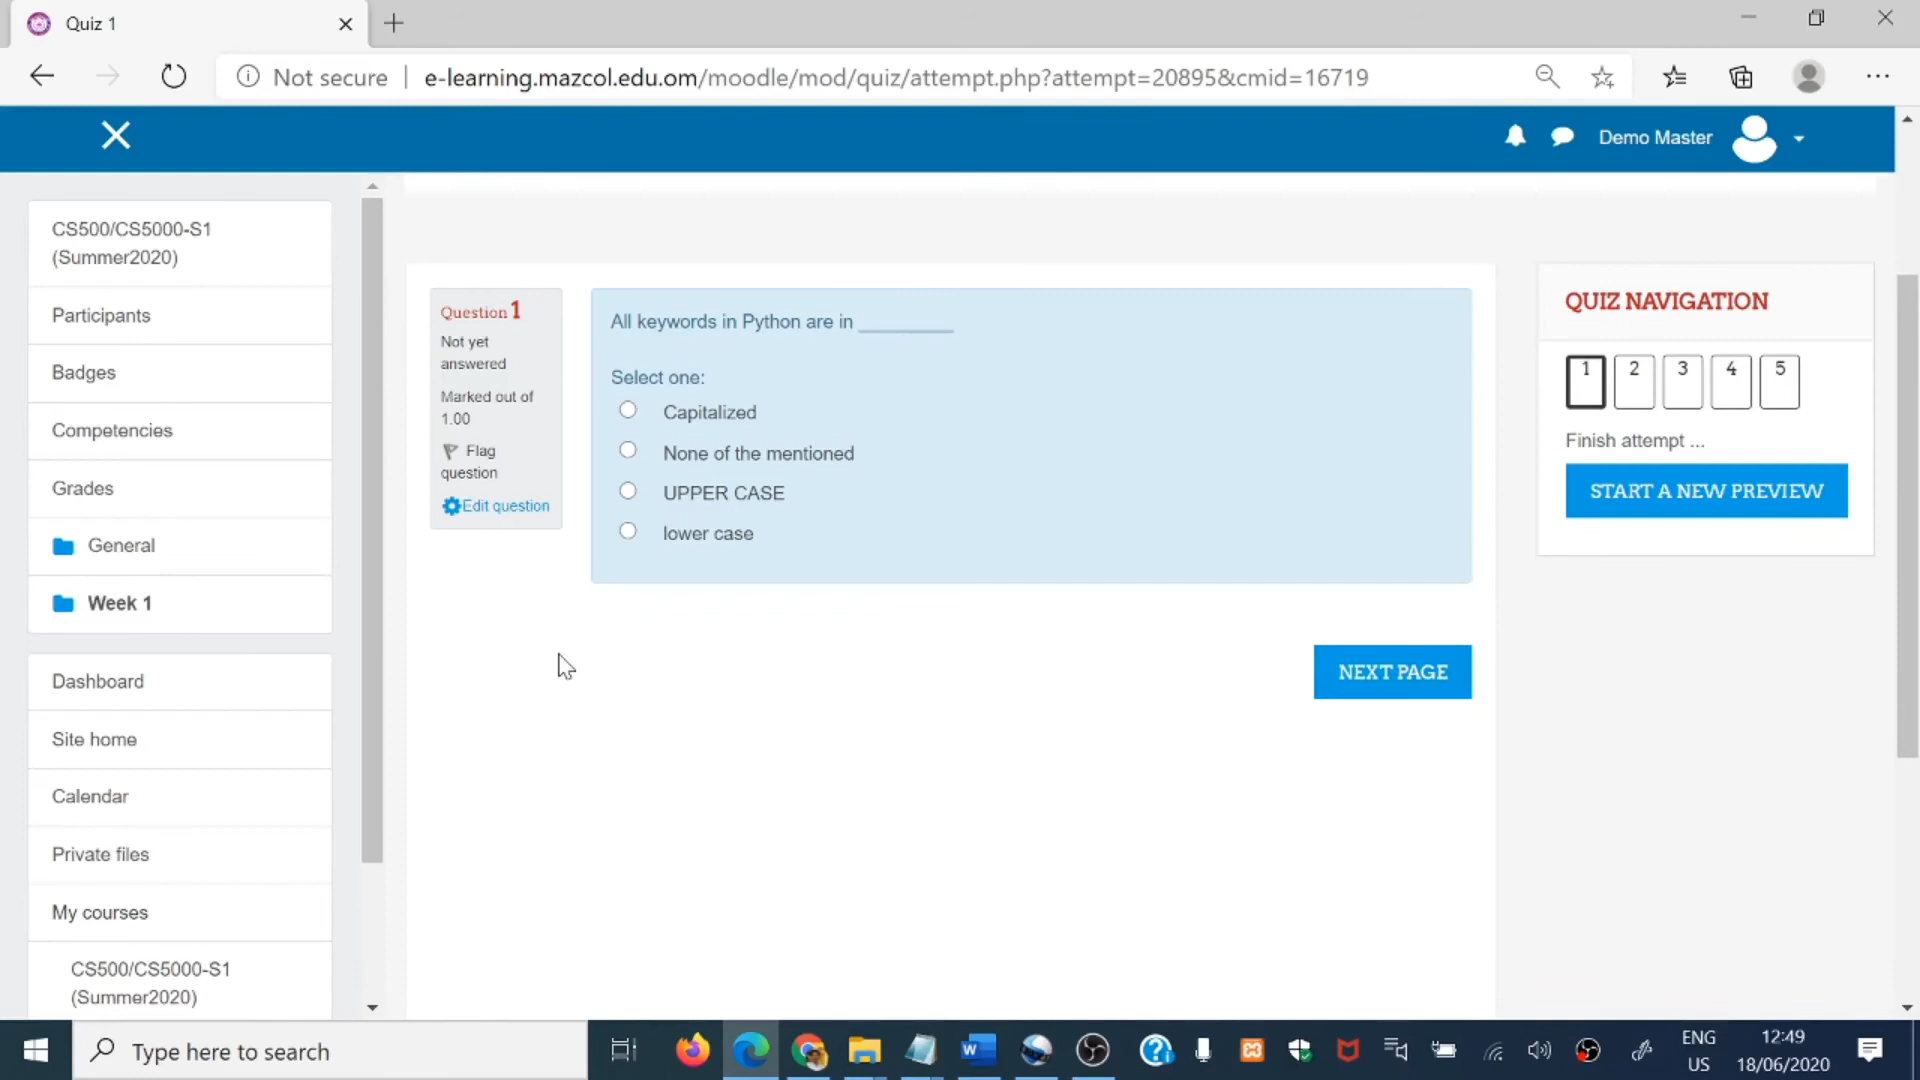 Quiz 1
Not secure | e-learning.mazcol.edu.om/moodle/mod/quiz/attempt.php?attempt=20895&cmid=16719
Demo Master
CS500/CS5000-S1
(Summer2020)
Participants
Badges
Competencies
Grades
General
Week 1
Dashboard
Site home
Calendar
Private files
My courses
CS500/CS5000-S1
(Summer2020)
Question 1
Not yet
answered
Marked out of
1.00
Flag
question
Edit question
All keywords in Python are in _________
Select one:
Capitalized
None of the mentioned
UPPER CASE
lower case
NEXT PAGE
QUIZ NAVIGATION
1 2 3 4 5
Finish attempt ...
START A NEW PREVIEW
Type here to search
ENG
US
12:49
18/06/2020